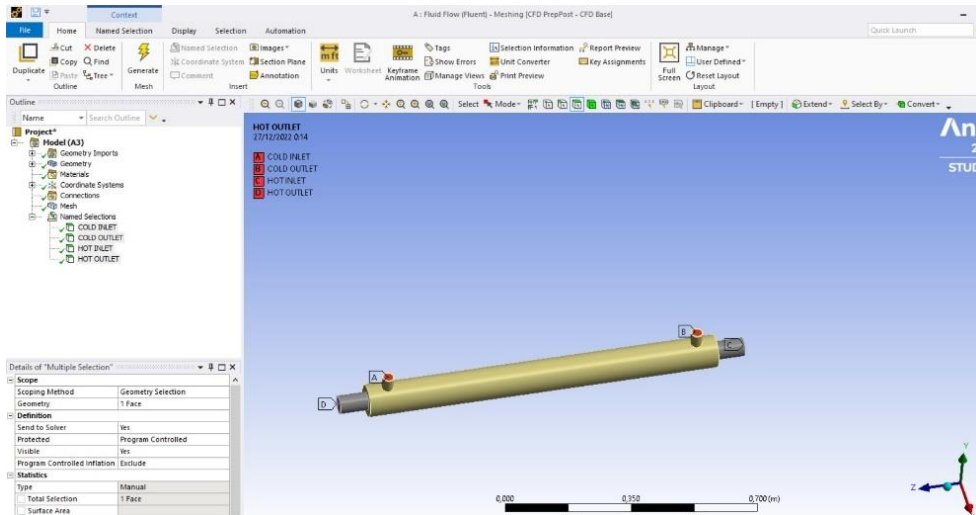 Context
A : Fluid Flow (Fluent) - Meshing [CFD PrepPost - CFD Base]
File Home Named Selection Display Selection Automation Quick Launch
Duplicate
Cut
Copy
Paste
Delete
Find
Tree
Outline
Generate
Mesh
Named Selection
Coordinate System
Comment
Images
Section Plane
Annotation
Insert
Units
Worksheet
Keyframe
Animation
Tags
Show Errors
Manage Views
Selection Information
Unit Converter
Print Preview
Report Preview
Key Assignments
Tools
Full
Screen
Manage
User Defined
Reset Layout
Layout
Outline
Name Search Outline
Select Mode Clipboard [ Empty ] Extend Select By Convert
Project*
Model (A3)
Geometry Imports
Geometry
Materials
Coordinate Systems
Connections
Mesh
Named Selections
COLD INLET
COLD OUTLET
HOT INLET
HOT OUTLET
HOT OUTLET
27/12/2022 0:14
A COLD INLET
B COLD OUTLET
C HOT INLET
D HOT OUTLET
An
2
STUD
B
C
A
D
0,000 0,350 0,700 (m)
Y
Z
Details of "Multiple Selection"
Scope
Scoping Method Geometry Selection
Geometry 1 Face
Definition
Send to Solver Yes
Protected Program Controlled
Visible Yes
Program Controlled Inflation Exclude
Statistics
Type Manual
Total Selection 1 Face
Surface Area